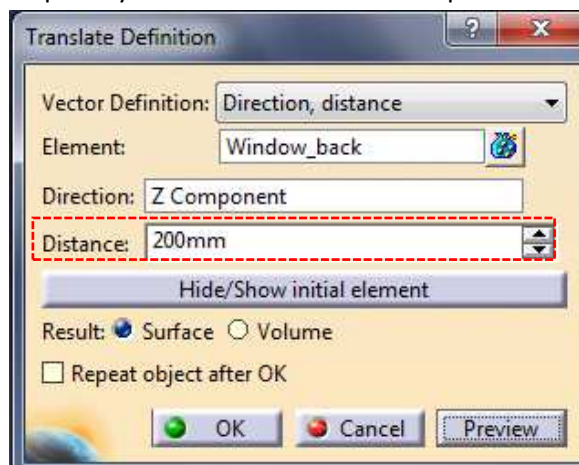 Translate Definition
?
X
Vector Definition: Direction, distance
Element: Window_back
Direction: Z Component
Distance: 200mm
Hide/Show initial element
Result: Surface Volume
Repeat object after OK
OK Cancel Preview